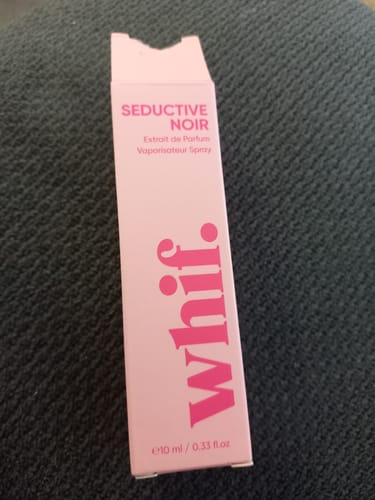 SEDUCTIVE
NOIR
Extrait de Parfum
Vaporisateur Spray
whif.
℮10 ml / 0.33 fl.oz